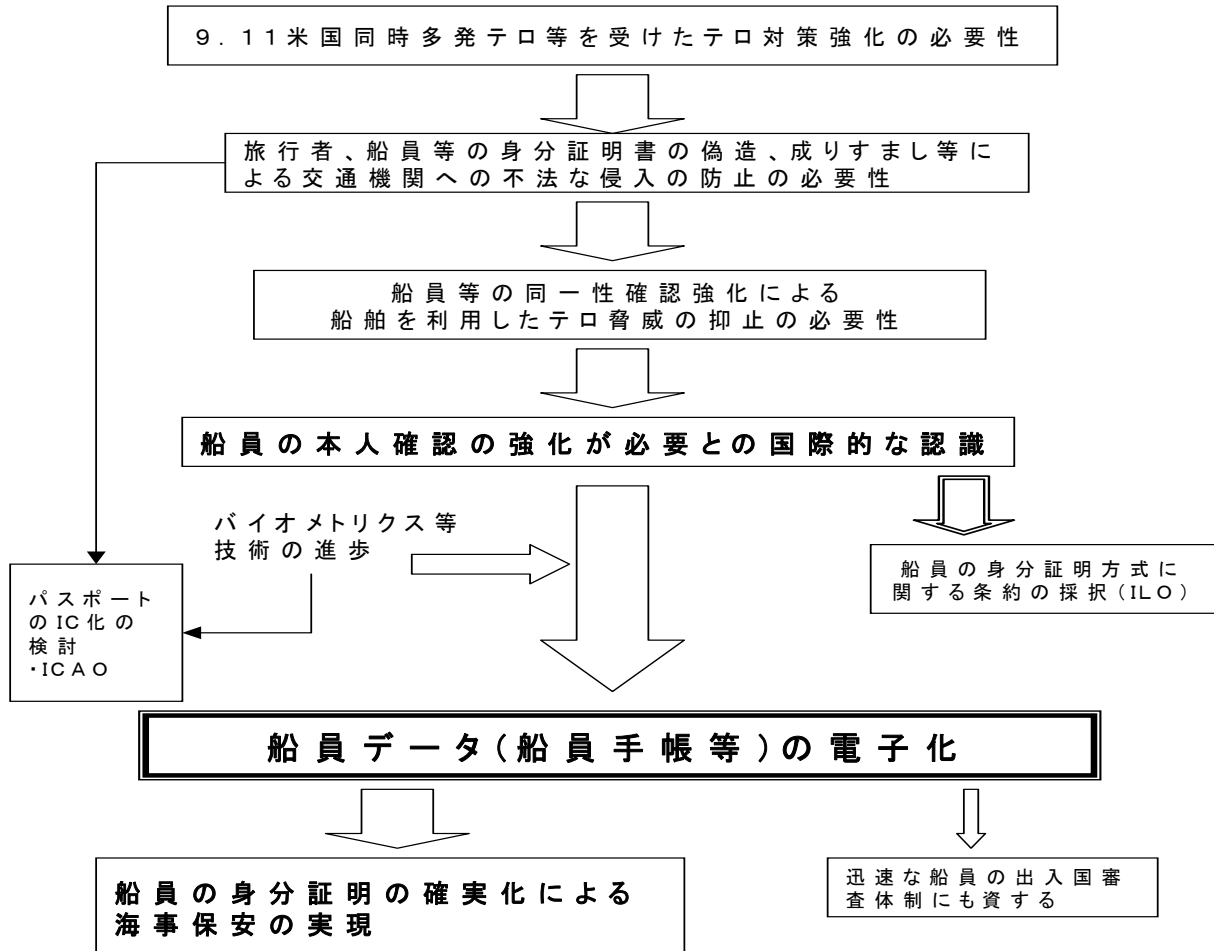 9.11米国同時多発テロ等を受けたテロ対策強化の必要性
旅行者、船員等の身分証明書の偽造、成りすまし等に
よる交通機関への不法な侵入の防止の必要性
船員等の同一性確認強化による
船舶を利用したテロ脅威の抑止の必要性
船員の本人確認の強化が必要との国際的な認識
バイオメトリクス等
技術の進歩
船員の身分証明方式に
関する条約の採択(ILO)
パスポート
のIC化の
検討
・ICAO
船員データ(船員手帳等)の電子化
船員の身分証明の確実化による
海事保安の実現
迅速な船員の出入国審
査体制にも資する